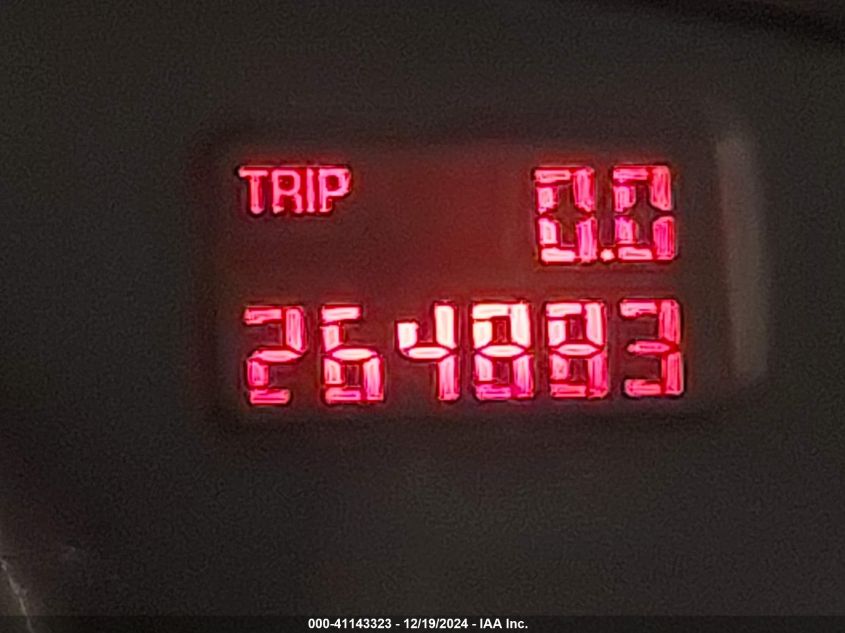 TRIP 0.0
264883
000-41143323 - 12/19/2024 - IAA Inc.